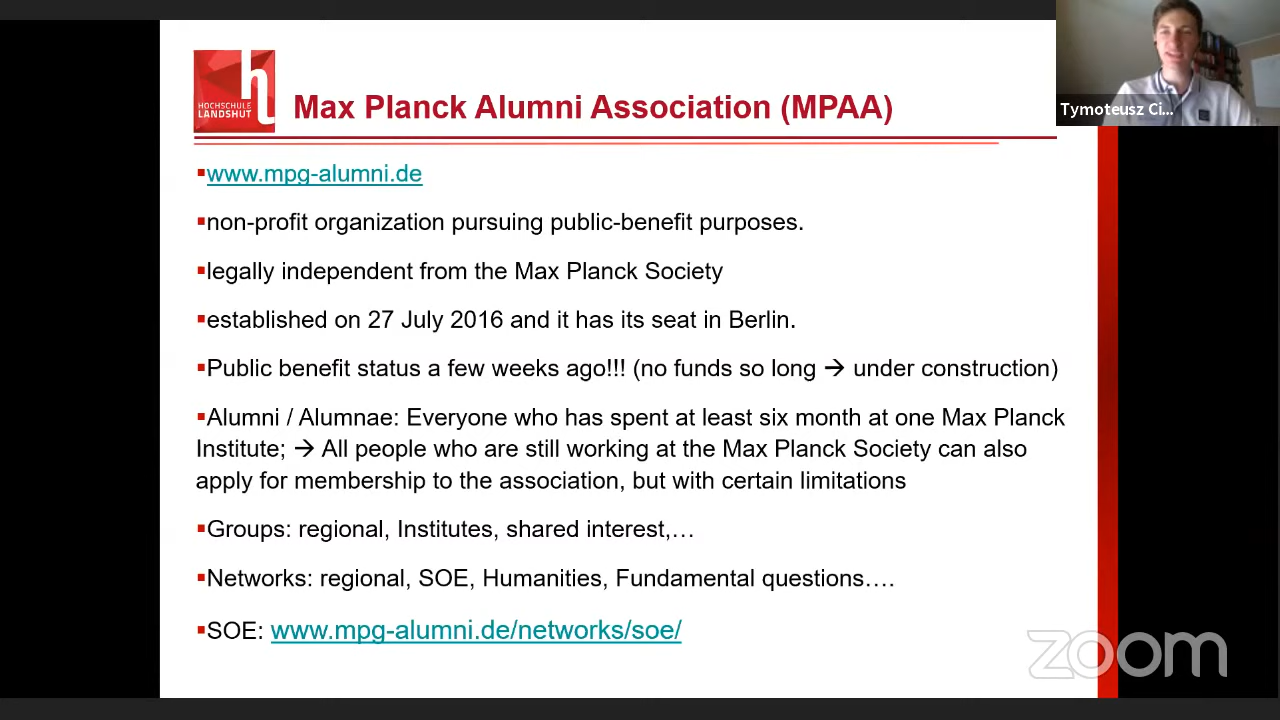 HOCHSCHULE
LANDSHUT
Max Planck Alumni Association (MPAA)
Tymoteusz Ci...
▪www.mpg-alumni.de
▪non-profit organization pursuing public-benefit purposes.
▪legally independent from the Max Planck Society
▪established on 27 July 2016 and it has its seat in Berlin.
▪Public benefit status a few weeks ago!!! (no funds so long → under construction)
▪Alumni / Alumnae: Everyone who has spent at least six month at one Max Planck
Institute; → All people who are still working at the Max Planck Society can also
apply for membership to the association, but with certain limitations
▪Groups: regional, Institutes, shared interest,…
▪Networks: regional, SOE, Humanities, Fundamental questions….
▪SOE: www.mpg-alumni.de/networks/soe/
zoom